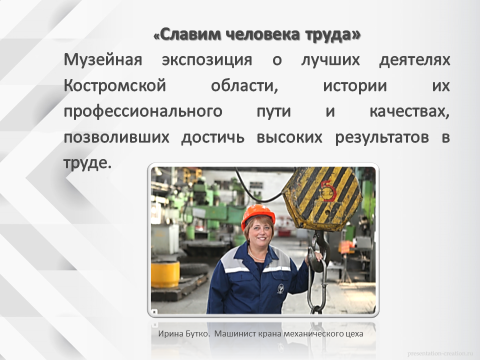 «Славим человека труда»
Музейная экспозиция о лучших деятелях
Костромской области, истории их
профессионального пути и качествах,
позволивших достичь высоких результатов в
труде.
Ирина Бутко. Машинист крана механического цеха